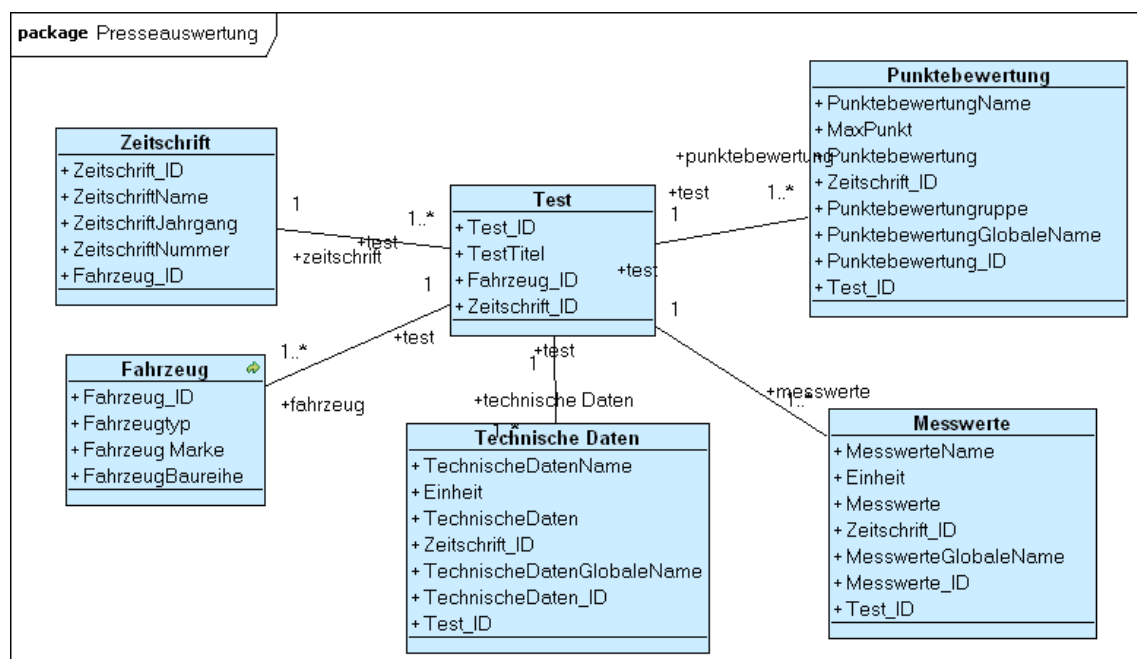 package Presseauswertung
Zeitschrift
+ Zeitschrift_ID
+ ZeitschriftName
+ ZeitschriftJahrgang
+ ZeitschriftNummer
+ Fahrzeug_ID
1
+zeitschrift
1..*
+test
Test
+ Test_ID
+ TestTitel
+ Fahrzeug_ID
+ Zeitschrift_ID
+punktebewertung
1..*
+test
1
Punktebewertung
+ PunktebewertungName
+ MaxPunkt
+ Punktebewertung
+ Zeitschrift_ID
+ Punktebewertungruppe
+ PunktebewertungGlobaleName
+ Punktebewertung_ID
+ Test_ID
1
+test
1..*
+fahrzeug
Fahrzeug
+ Fahrzeug_ID
+ Fahrzeugtyp
+ Fahrzeug Marke
+ FahrzeugBaureihe
+test
1
+technische Daten
1..*
Technische Daten
+ TechnischeDatenName
+ Einheit
+ TechnischeDaten
+ Zeitschrift_ID
+ TechnischeDatenGlobaleName
+ TechnischeDaten_ID
+ Test_ID
+test
1
+messwerte
1..*
Messwerte
+ MesswerteName
+ Einheit
+ Messwerte
+ Zeitschrift_ID
+ MesswerteGlobaleName
+ Messwerte_ID
+ Test_ID